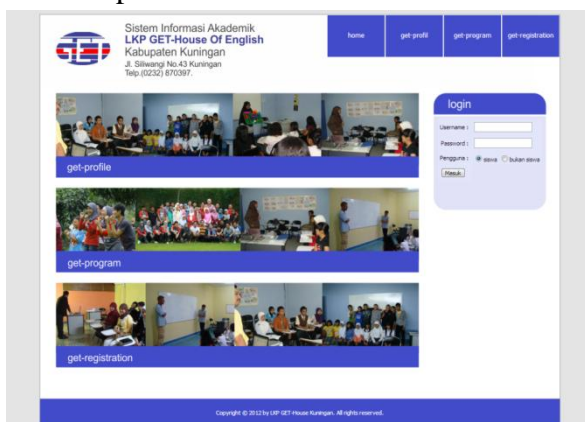 GET
Sistem Informasi Akademik
LKP GET-House Of English
Kabupaten Kuningan
Jl. Siliwangi No.43 Kuningan
Telp.(0232) 870397.
home get-profil get-program get-registration
login
Username :
Password :
Pengguna : siswa bukan siswa
Masuk
get-profile
get-program
get-registration
Copyright © 2012 by LKP GET-House Kuningan. All rights reserved.